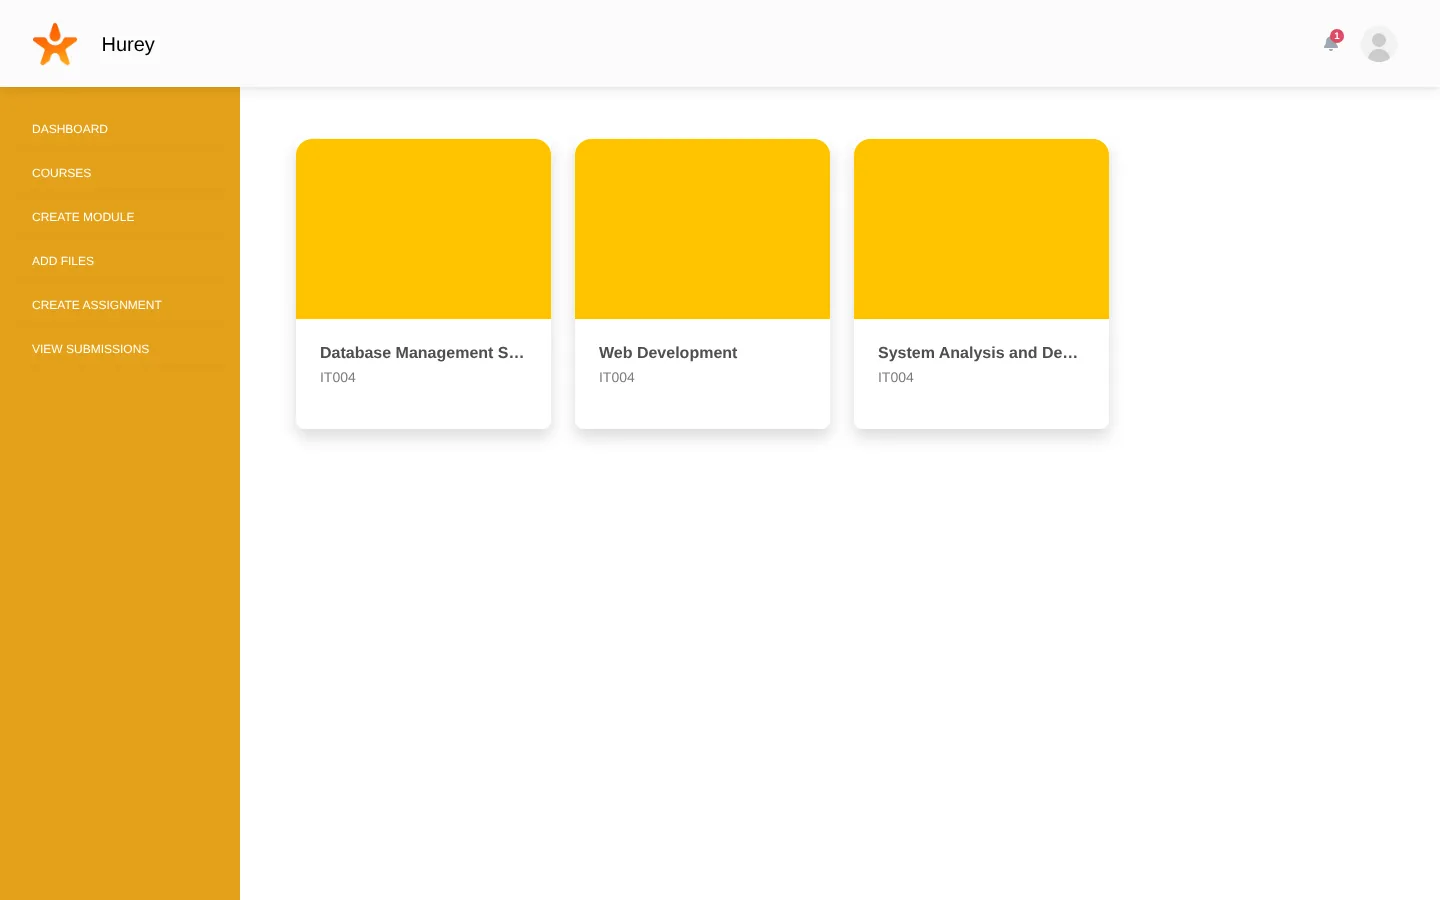 Hurey
1
DASHBOARD
COURSES
CREATE MODULE
ADD FILES
CREATE ASSIGNMENT
VIEW SUBMISSIONS
Database Management S...
IT004
Web Development
IT004
System Analysis and De...
IT004